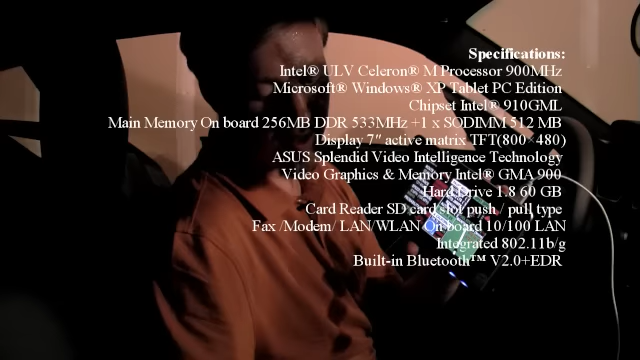 Specifications:
Intel® ULV Celeron® M Processor 900MHz
Microsoft® Windows® XP Tablet PC Edition
Chipset Intel® 910GML
Main Memory On board 256MB DDR 533MHz +1 x SODIMM 512 MB
Display 7" active matrix TFT(800×480)
ASUS Splendid Video Intelligence Technology
Video Graphics & Memory Intel® GMA 900
Hard Drive 1.8 60 GB
Card Reader SD card slot push / pull type
Fax /Modem/ LAN/WLAN On board 10/100 LAN
Integrated 802.11b/g
Built-in Bluetooth™ V2.0+EDR